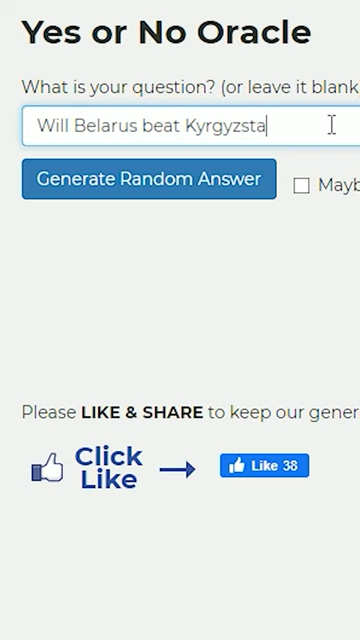 Yes or No Oracle
What is your question? (or leave it blank
Will Belarus beat Kyrgyzsta
Generate Random Answer
Mayb
Please LIKE & SHARE to keep our gener
Click
Like
Like 38